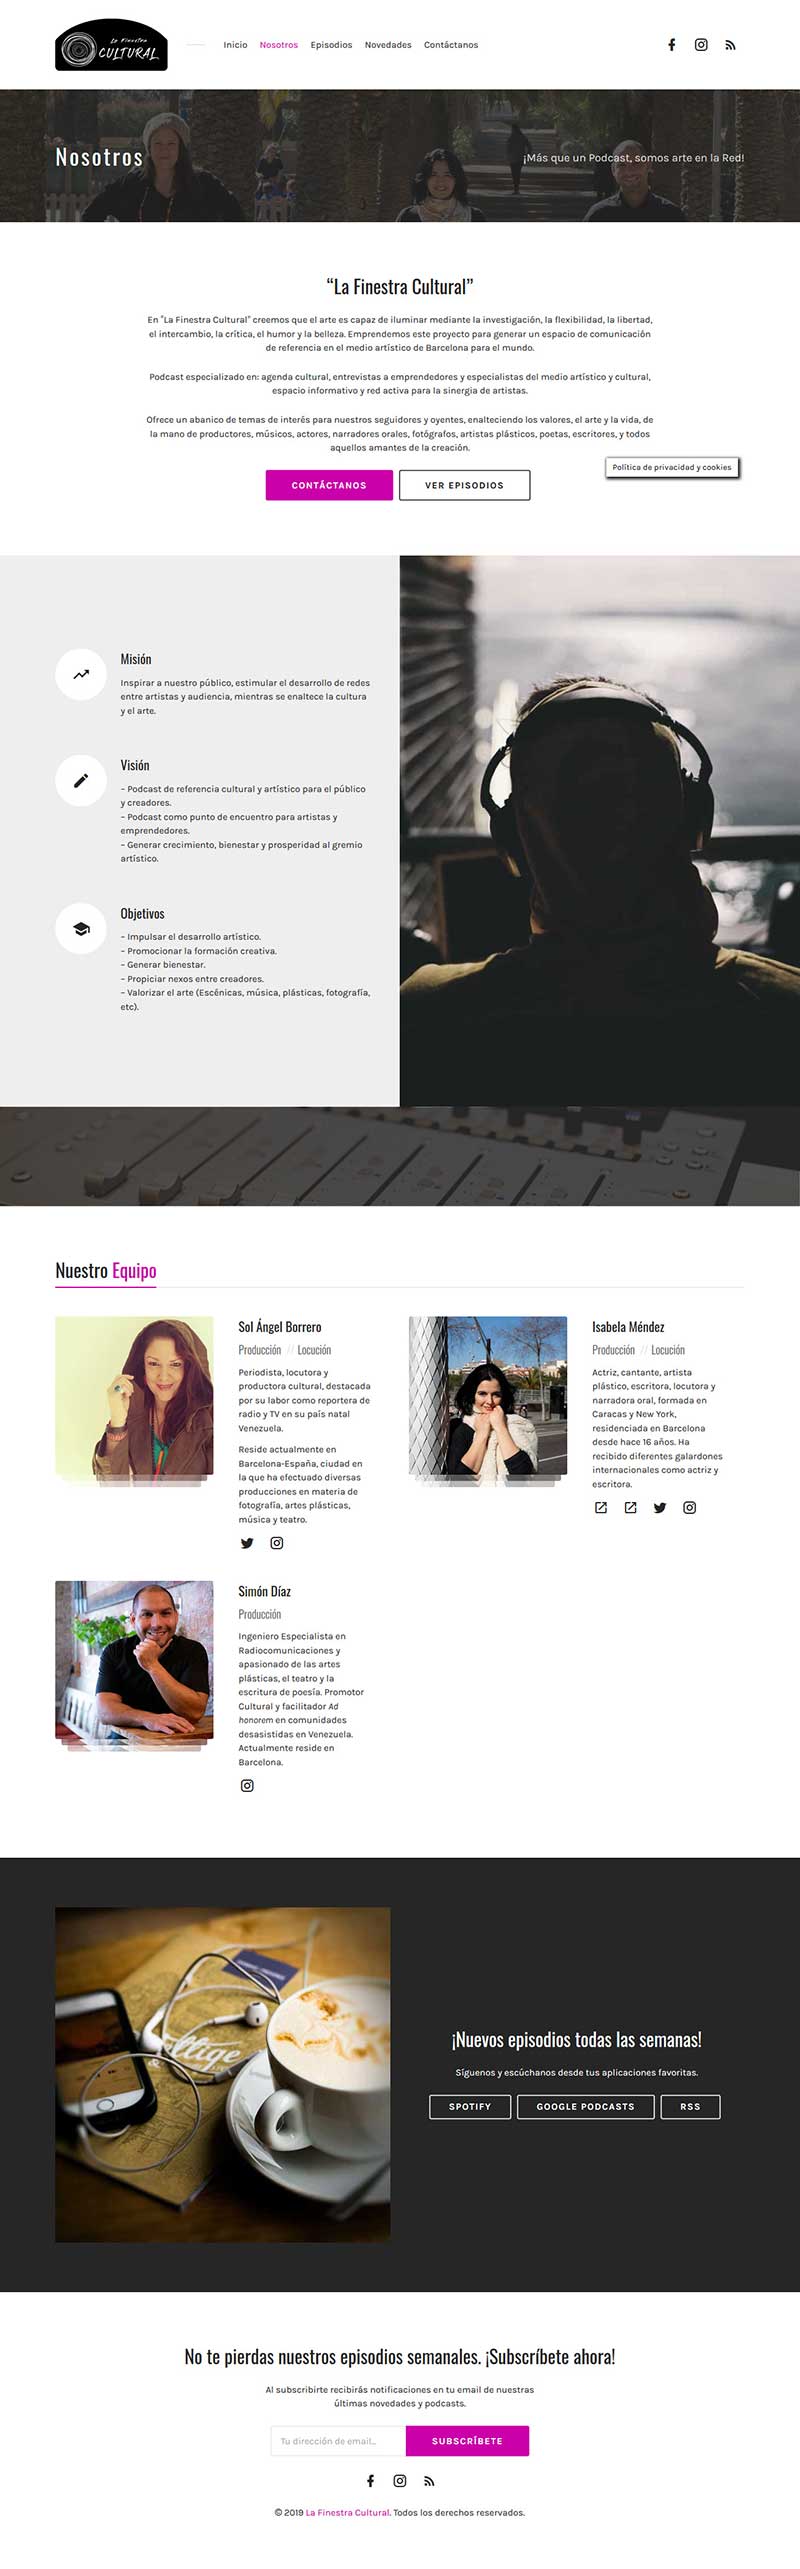 La Finestra
CULTURAL
Inicio Nosotros Episodios Novedades Contáctanos
Nosotros
¡Más que un Podcast, somos arte en la Red!
“La Finestra Cultural”
En "La Finestra Cultural" creemos que el arte es capaz de iluminar mediante la investigación, la flexibilidad, la libertad,
el intercambio, la crítica, el humor y la belleza. Emprendemos este proyecto para generar un espacio de comunicación
de referencia en el medio artístico de Barcelona para el mundo.
Podcast especializado en: agenda cultural, entrevistas a emprendedores y especialistas del medio artístico y cultural,
espacio informativo y red activa para la sinergia de artistas.
Ofrece un abanico de temas de interés para nuestros seguidores y oyentes, enalteciendo los valores, el arte y la vida, de
la mano de productores, músicos, actores, narradores orales, fotógrafos, artistas plásticos, poetas, escritores, y todos
aquellos amantes de la creación.
Política de privacidad y cookies
CONTÁCTANOS
VER EPISODIOS
Misión
Inspirar a nuestro público, estimular el desarrollo de redes
entre artistas y audiencia, mientras se enaltece la cultura
y el arte.
Visión
– Podcast de referencia cultural y artístico para el público
y creadores.
– Podcast como punto de encuentro para artistas y
emprendedores.
– Generar crecimiento, bienestar y prosperidad al gremio
artístico.
Objetivos
– Impulsar el desarrollo artístico.
– Promocionar la formación creativa.
– Generar bienestar.
– Propiciar nexos entre creadores.
– Valorizar el arte (Escénicas, música, plásticas, fotografía,
etc).
Nuestro Equipo
Sol Ángel Borrero
Producción // Locución
Periodista, locutora y
productora cultural, destacada
por su labor como reportera de
radio y TV en su país natal
Venezuela.
Reside actualmente en
Barcelona-España, ciudad en
la que ha efectuado diversas
producciones en materia de
fotografía, artes plásticas,
música y teatro.
Isabela Méndez
Producción // Locución
Actriz, cantante, artista
plástico, escritora, locutora y
narradora oral, formada en
Caracas y New York,
residenciada en Barcelona
desde hace 16 años. Ha
recibido diferentes galardones
internacionales como actriz y
escritora.
Simón Díaz
Producción
Ingeniero Especialista en
Radiocomunicaciones y
apasionado de las artes
plásticas, el teatro y la
escritura de poesía. Promotor
Cultural y facilitador Ad
honorem en comunidades
desasistidas en Venezuela.
Actualmente reside en
Barcelona.
¡Nuevos episodios todas las semanas!
Síguenos y escúchanos desde tus aplicaciones favoritas.
SPOTIFY
GOOGLE PODCASTS
RSS
No te pierdas nuestros episodios semanales. ¡Subscríbete ahora!
Al subscribirte recibirás notificaciones en tu email de nuestras
últimas novedades y podcasts.
Tu dirección de email...
SUBSCRÍBETE
© 2019 La Finestra Cultural. Todos los derechos reservados.